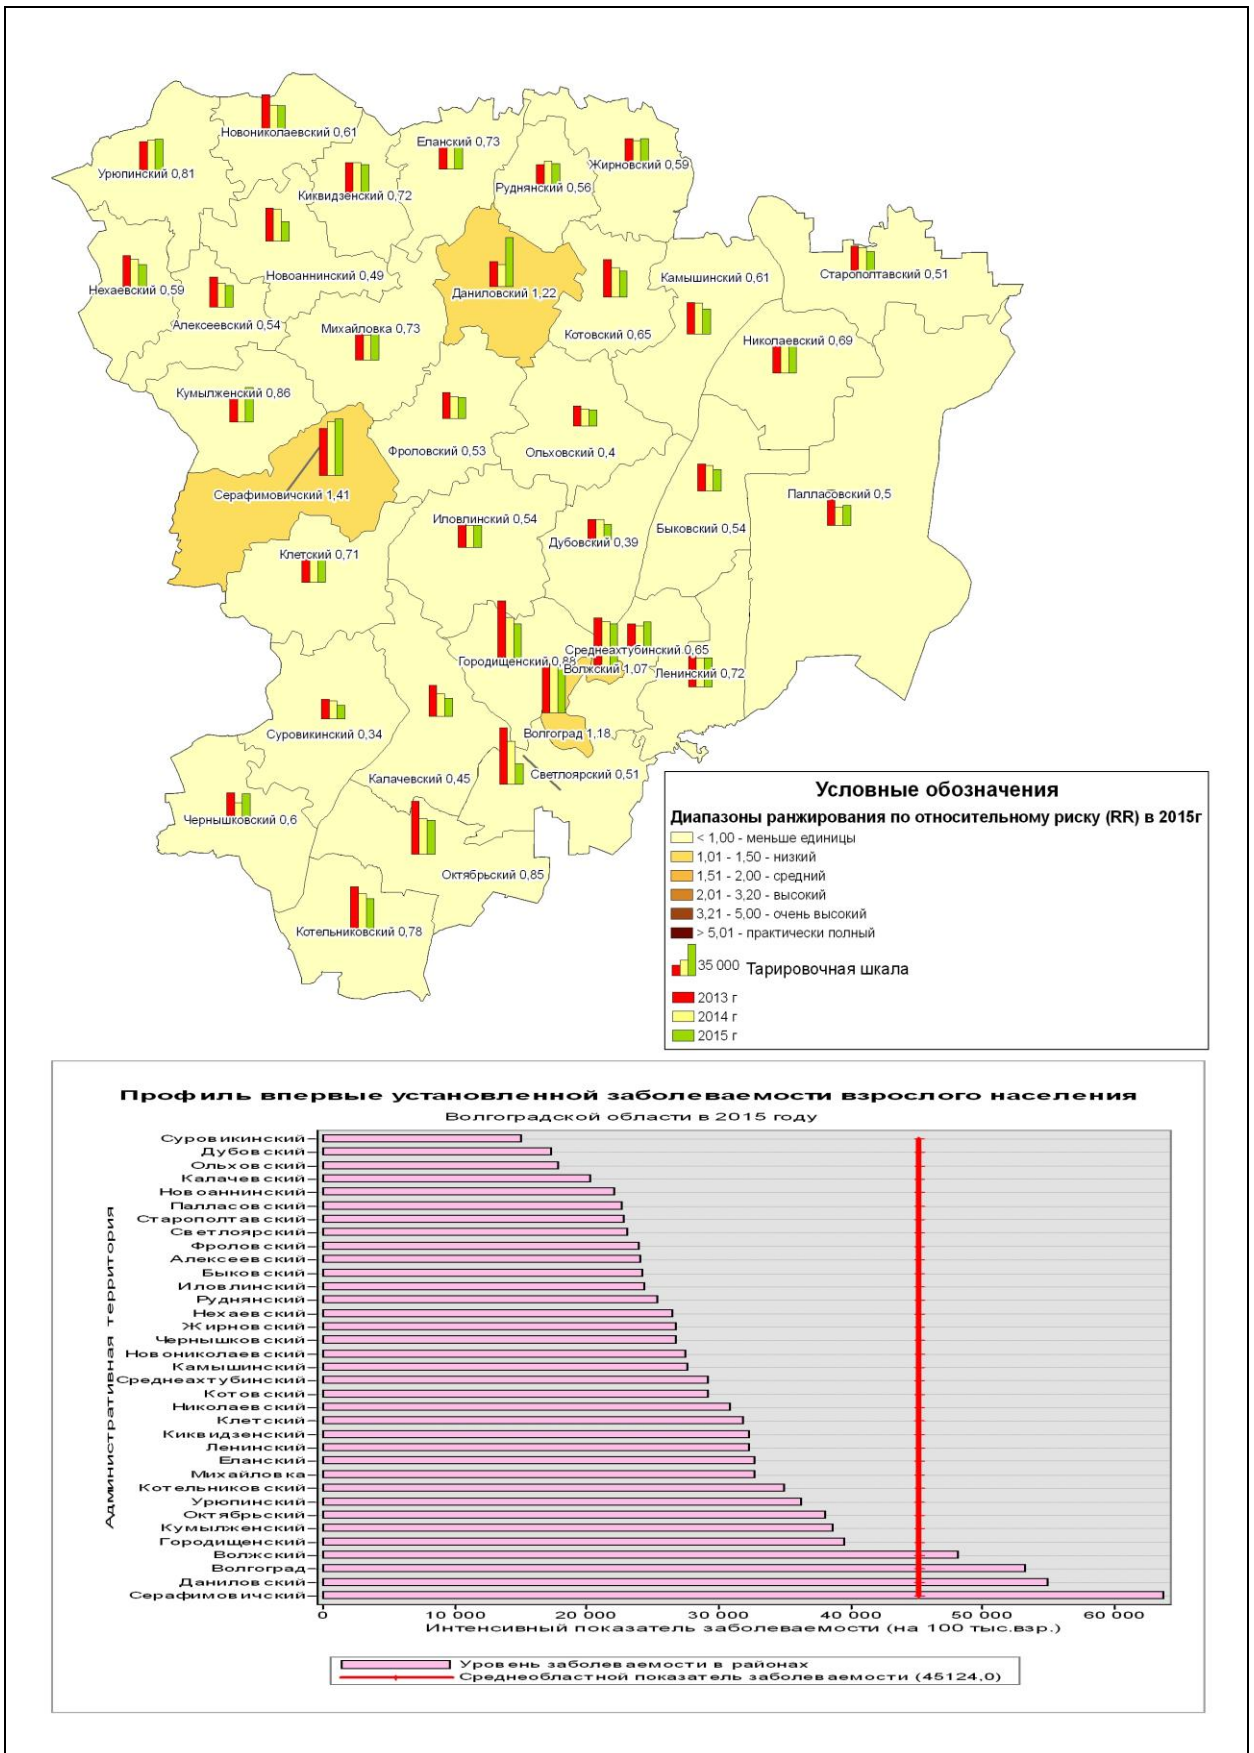 Новониколаевский 0,61
Еланский 0,73
Жирновский 0,59
Урюпинский 0,81
Киквидзенский 0,72
Руднянский 0,56
Новоаннинский 0,49
Камышинский 0,61
Старополтавский 0,51
Нехаевский 0,59
Даниловский 1,22
Алексеевский 0,54
Михайловка 0,73
Котовский 0,65
Николаевский 0,69
Кумылженский 0,86
Фроловский 0,53
Ольховский 0,4
Серафимовичский 1,41
Палласовский 0,5
Иловлинский 0,54
Быковский 0,54
Дубовский 0,39
Клетский 0,71
Среднеахтубинский 0,65
Городищенский 0,88
Волжский 1,07
Ленинский 0,72
Суровикинский 0,34
Волгоград 1,18
Калачевский 0,45
Светлоярский 0,51
Чернышковский 0,6
Октябрьский 0,85
Котельниковский 0,78
Условные обозначения
Диапазоны ранжирования по относительному риску (RR) в 2015г
< 1,00 - меньше единицы
1,01 - 1,50 - низкий
1,51 - 2,00 - средний
2,01 - 3,20 - высокий
3,21 - 5,00 - очень высокий
> 5,01 - практически полный
35 000 Тарировочная шкала
2013 г
2014 г
2015 г
Профиль впервые установленной заболеваемости взрослого населения
Волгоградской области в 2015 году
Административная территория
Суровикинский
Дубовский
Ольховский
Калачевский
Новоаннинский
Палласовский
Старополтавский
Светлоярский
Фроловский
Алексеевский
Быковский
Иловлинский
Руднянский
Нехаевский
Жирновский
Чернышковский
Новониколаевский
Камышинский
Среднеахтубинский
Котовский
Николаевский
Клетский
Киквидзенский
Ленинский
Еланский
Михайловка
Котельниковский
Урюпинский
Октябрьский
Кумылженский
Городищенский
Волжский
Волгоград
Даниловский
Серафимовичский
0 10 000 20 000 30 000 40 000 50 000 60 000
Интенсивный показатель заболеваемости (на 100 тыс.взр.)
Уровень заболеваемости в районах
Среднеобластной показатель заболеваемости (45124,0)